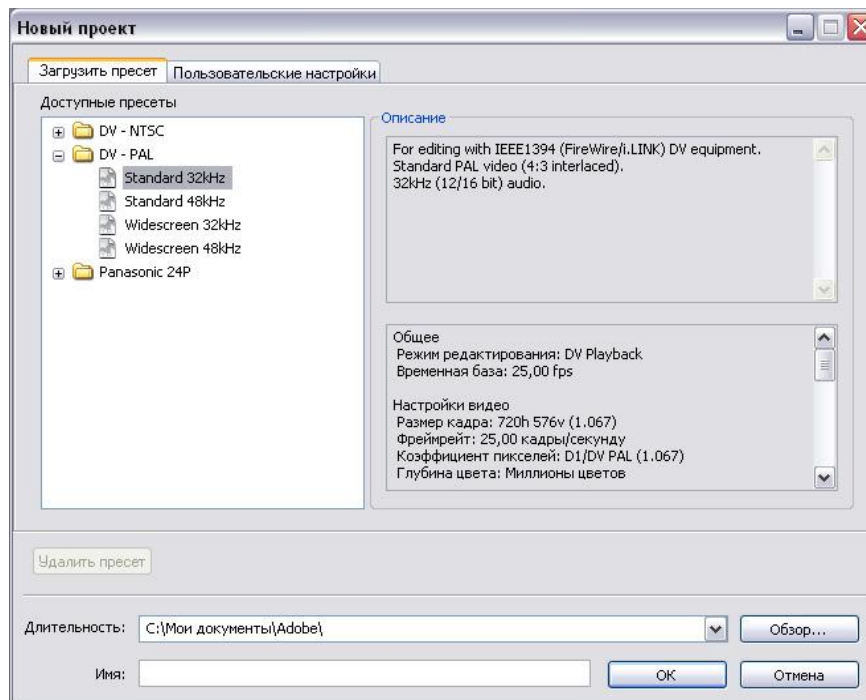 Новый проект
Загрузить пресет
Пользовательские настройки
Доступные пресеты
DV - NTSC
DV - PAL
Standard 32kHz
Standard 48kHz
Widescreen 32kHz
Widescreen 48kHz
Panasonic 24P
Описание
For editing with IEEE1394 (FireWire/i.LINK) DV equipment.
Standard PAL video (4:3 interlaced).
32kHz (12/16 bit) audio.
Общее
Режим редактирования: DV Playback
Временная база: 25,00 fps
Настройки видео
Размер кадра: 720h 576v (1.067)
Фреймрейт: 25,00 кадры/секунду
Коэффициент пикселей: D1/DV PAL (1.067)
Глубина цвета: Миллионы цветов
Удалить пресет
Длительность:
C:\Мои документы\Adobe\
Обзор...
Имя:
OK
Отмена